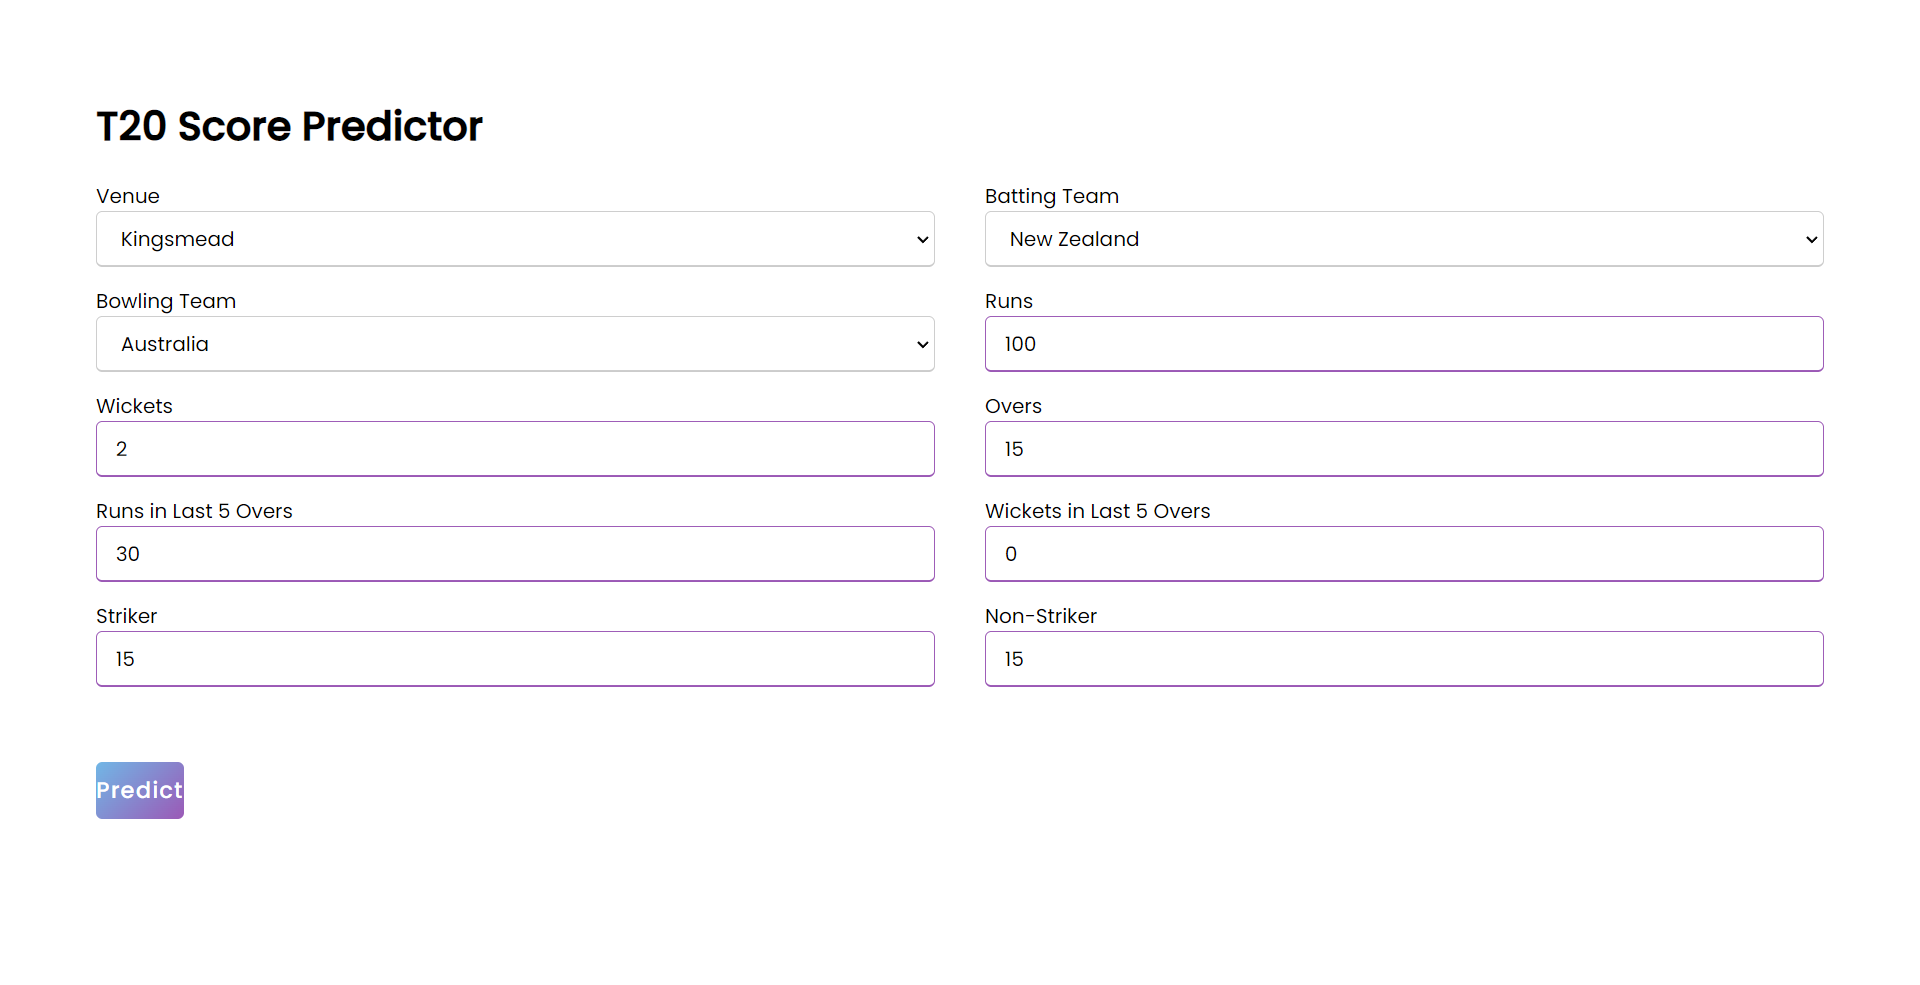 T20 Score Predictor
Venue
Batting Team
Kingsmead
New Zealand
Bowling Team
Runs
Australia
100
Wickets
Overs
2
15
Runs in Last 5 Overs
Wickets in Last 5 Overs
30
0
Striker
Non-Striker
15
15
Predict